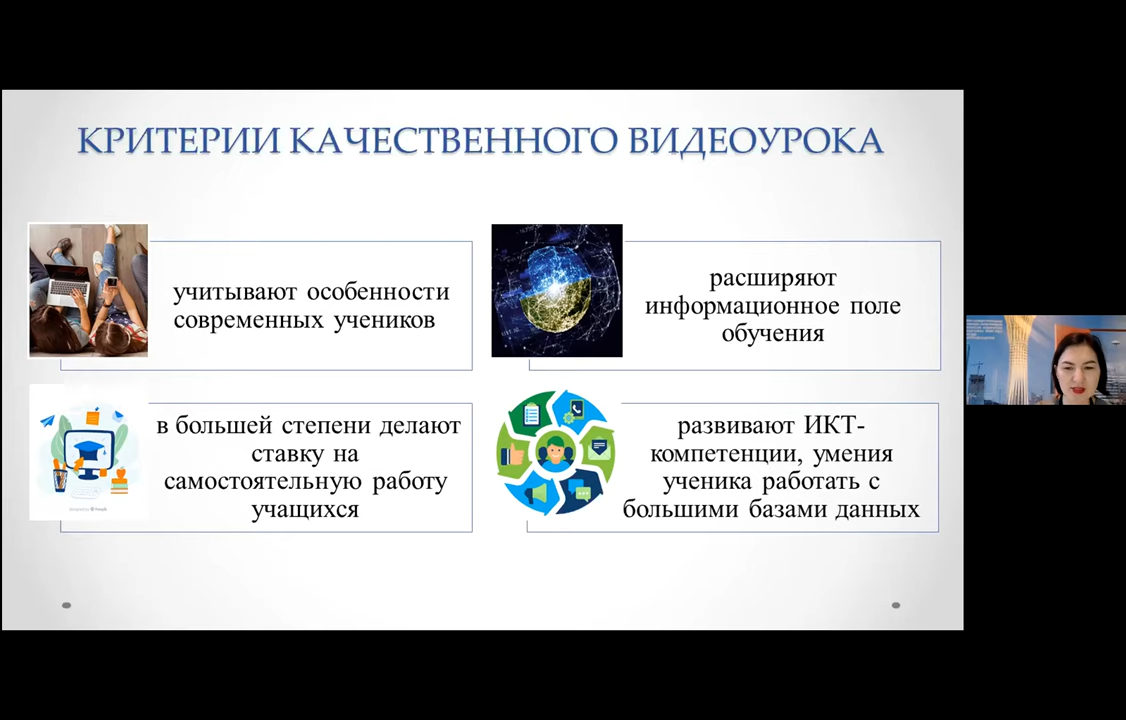 КРИТЕРИИ КАЧЕСТВЕННОГО ВИДЕОУРОКА
учитывают особенности
современных учеников
расширяют
информационное поле
обучения
в большей степени делают
ставку на
самостоятельную работу
учащихся
развивают ИКТ-
компетенции, умения
ученика работать с
большими базами данных